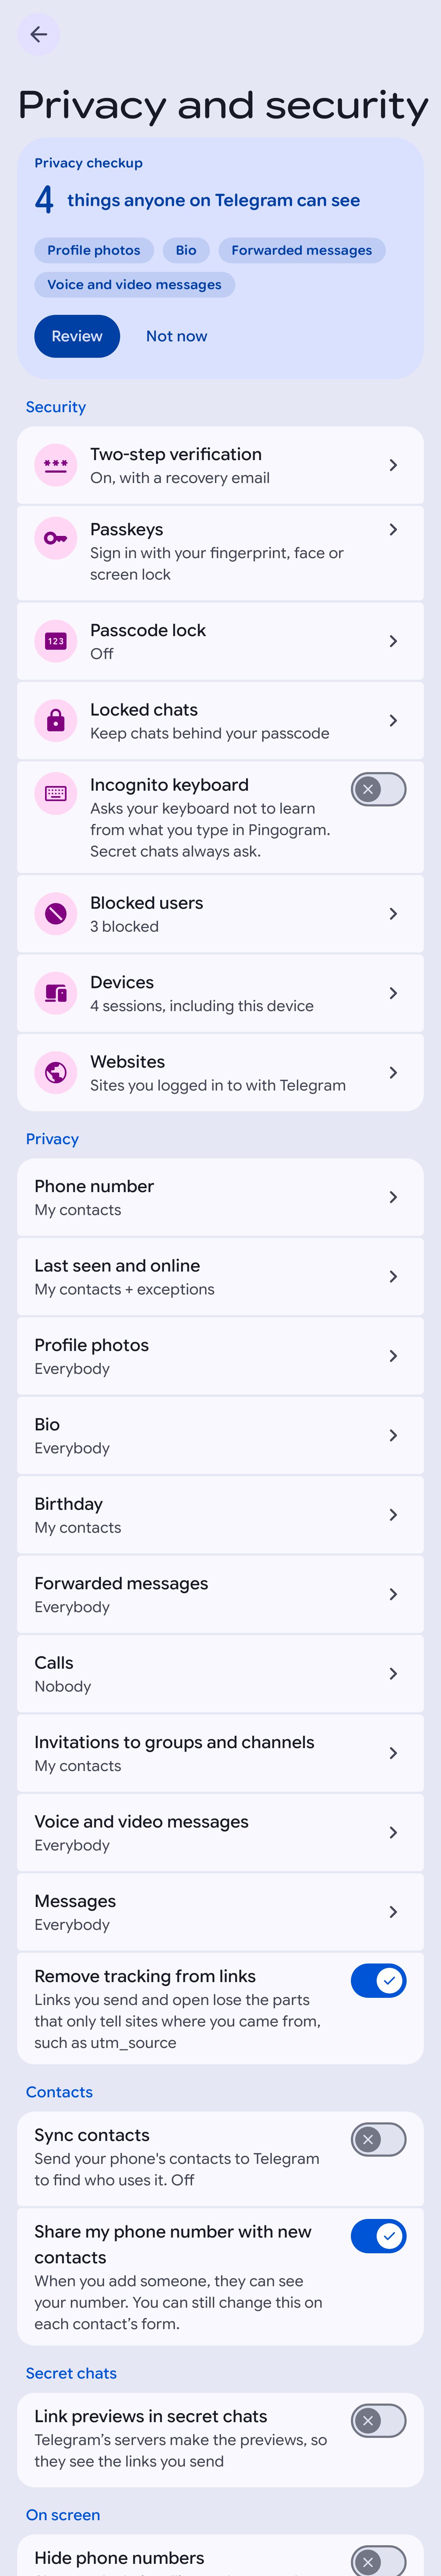 Privacy and security
Privacy checkup
4 things anyone on Telegram can see
Profile photos Bio Forwarded messages
Voice and video messages
Review Not now
Security
Two-step verification
On, with a recovery email
Passkeys
Sign in with your fingerprint, face or
screen lock
123
Passcode lock
Off
Locked chats
Keep chats behind your passcode
Incognito keyboard
Asks your keyboard not to learn
from what you type in Pingogram.
Secret chats always ask.
Blocked users
3 blocked
Devices
4 sessions, including this device
Websites
Sites you logged in to with Telegram
Privacy
Phone number
My contacts
Last seen and online
My contacts + exceptions
Profile photos
Everybody
Bio
Everybody
Birthday
My contacts
Forwarded messages
Everybody
Calls
Nobody
Invitations to groups and channels
My contacts
Voice and video messages
Everybody
Messages
Everybody
Remove tracking from links
Links you send and open lose the parts
that only tell sites where you came from,
such as utm_source
Contacts
Sync contacts
Send your phone's contacts to Telegram
to find who uses it. Off
Share my phone number with new
contacts
When you add someone, they can see
your number. You can still change this on
each contact’s form.
Secret chats
Link previews in secret chats
Telegram’s servers make the previews, so
they see the links you send
On screen
Hide phone numbers